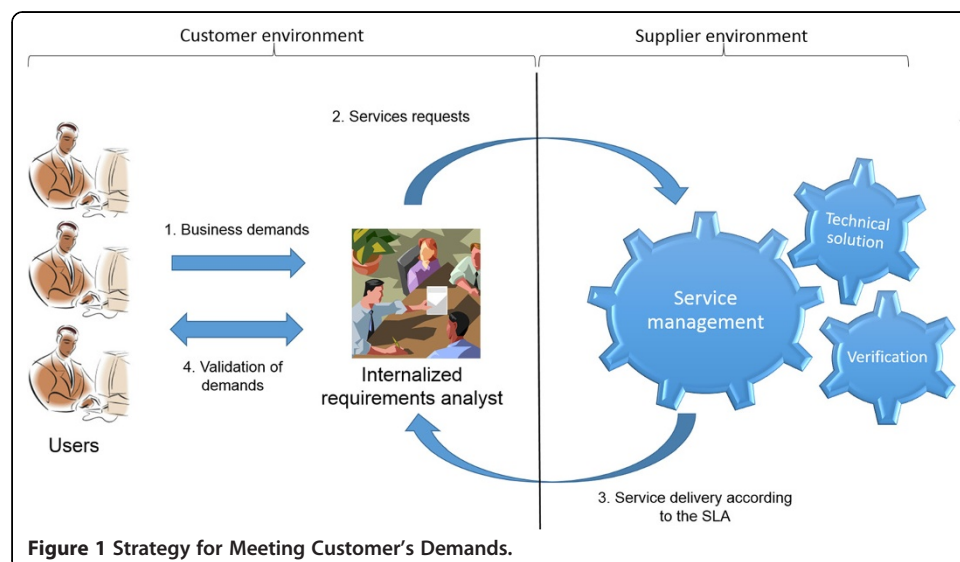 Customer environment
Supplier environment
2. Services requests
1. Business demands
Technical
solution
Service
management
Verification
4. Validation of
demands
Internalized
requirements analyst
Users
3. Service delivery according
to the SLA
Figure 1 Strategy for Meeting Customer’s Demands.